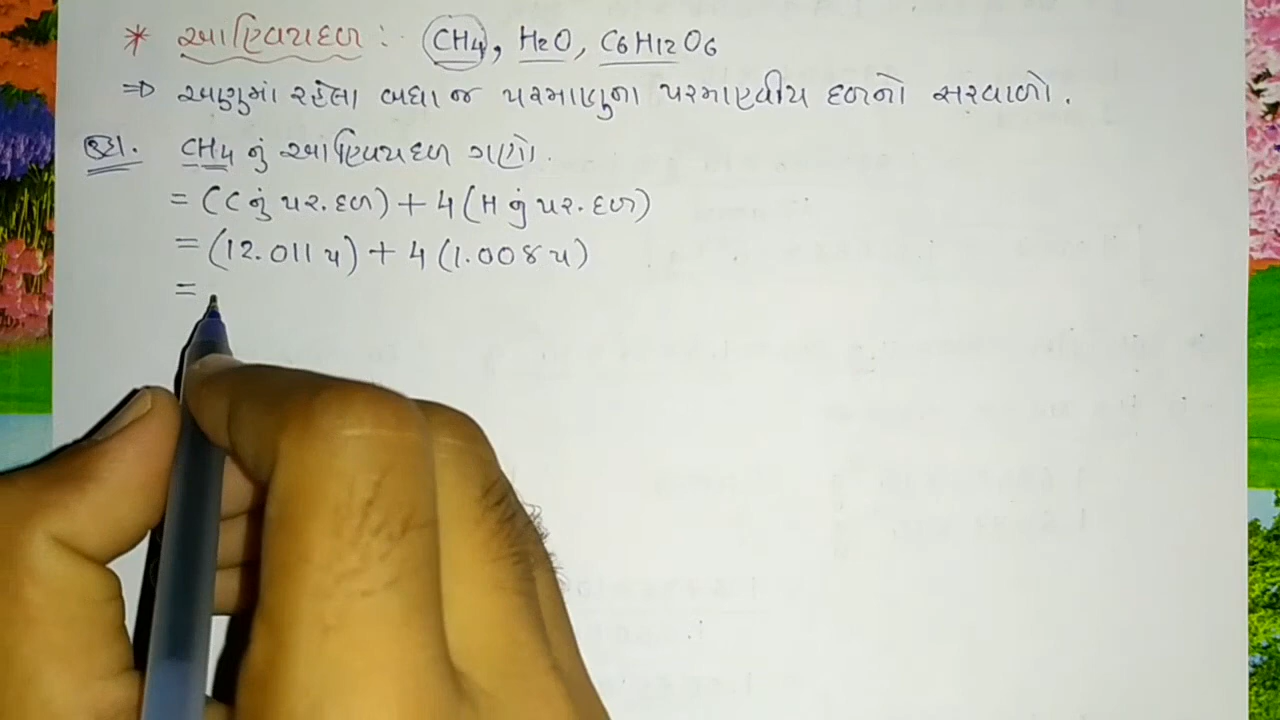 * આણ્વિયદળ : CH4, H2O, C6H12O6
⇒ અણુમાં રહેલા બધા જ પરમાણુના પરમાણ્વીય દળનો સરવાળો.
ઉદા. CH4 નું આણ્વિયદળ ગણો.
= (C નું પર. દળ) + 4 (H નું પર. દળ)
= (12.011 u) + 4 (1.008 u)
=